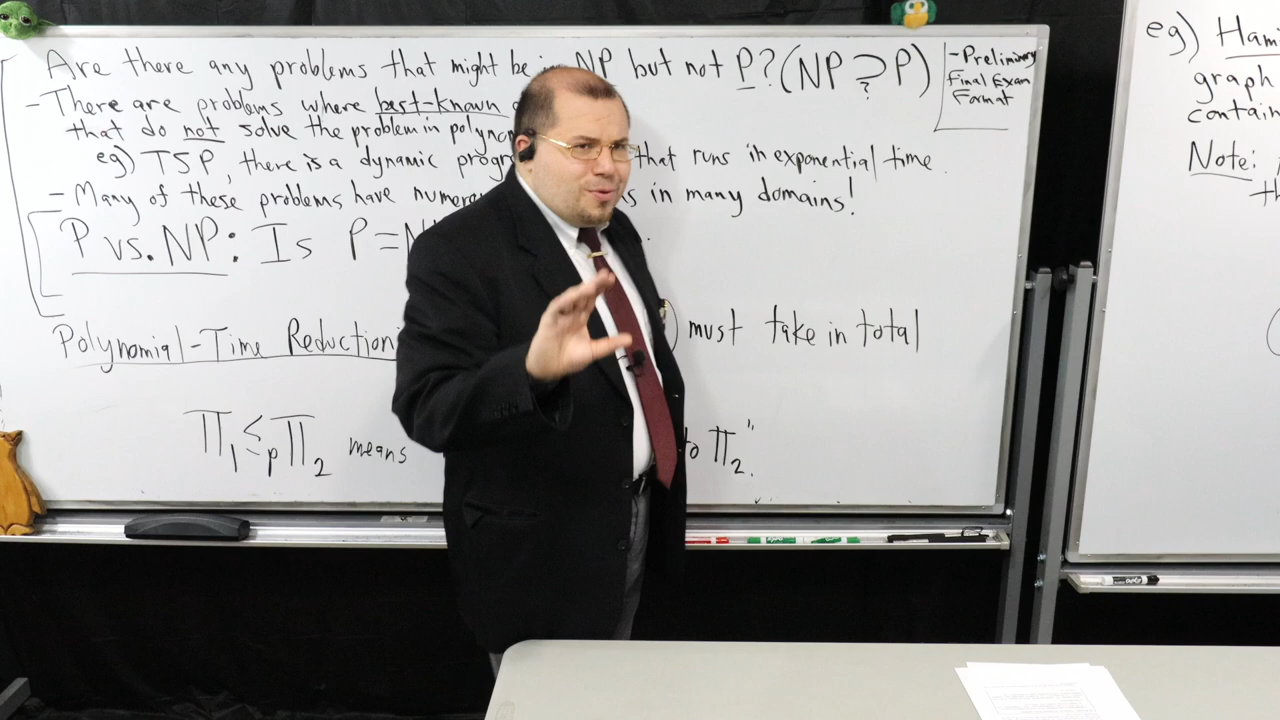 Are there any problems that might be in NP but not P? (NP ? P)
- There are problems where best-known
that do not solve the problem in polyno
eg) TSP, there is a dynamic progr that runs in exponential time.
- Many of these problems have numer s in many domains!
P vs. NP: Is P=N
Polynomial-Time Reduction ) must take in total
Π₁ ≤p Π₂ means to Π₂."
-Preliminary
Final Exam
Format
eg) Ham
graph
contain
Note:
th